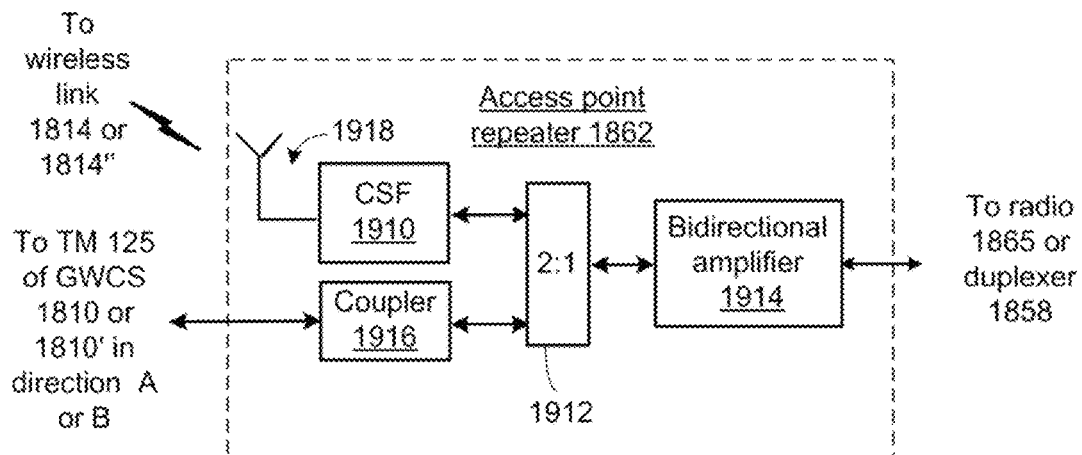 To
wireless
link
1814 or
1814"
To TM 125
of GWCS
1810 or
1810' in
direction A
or B
Access point
repeater 1862
1918
CSF
1910
Coupler
1916
2:1
1912
Bidirectional
amplifier
1914
To radio
1865 or
duplexer
1858